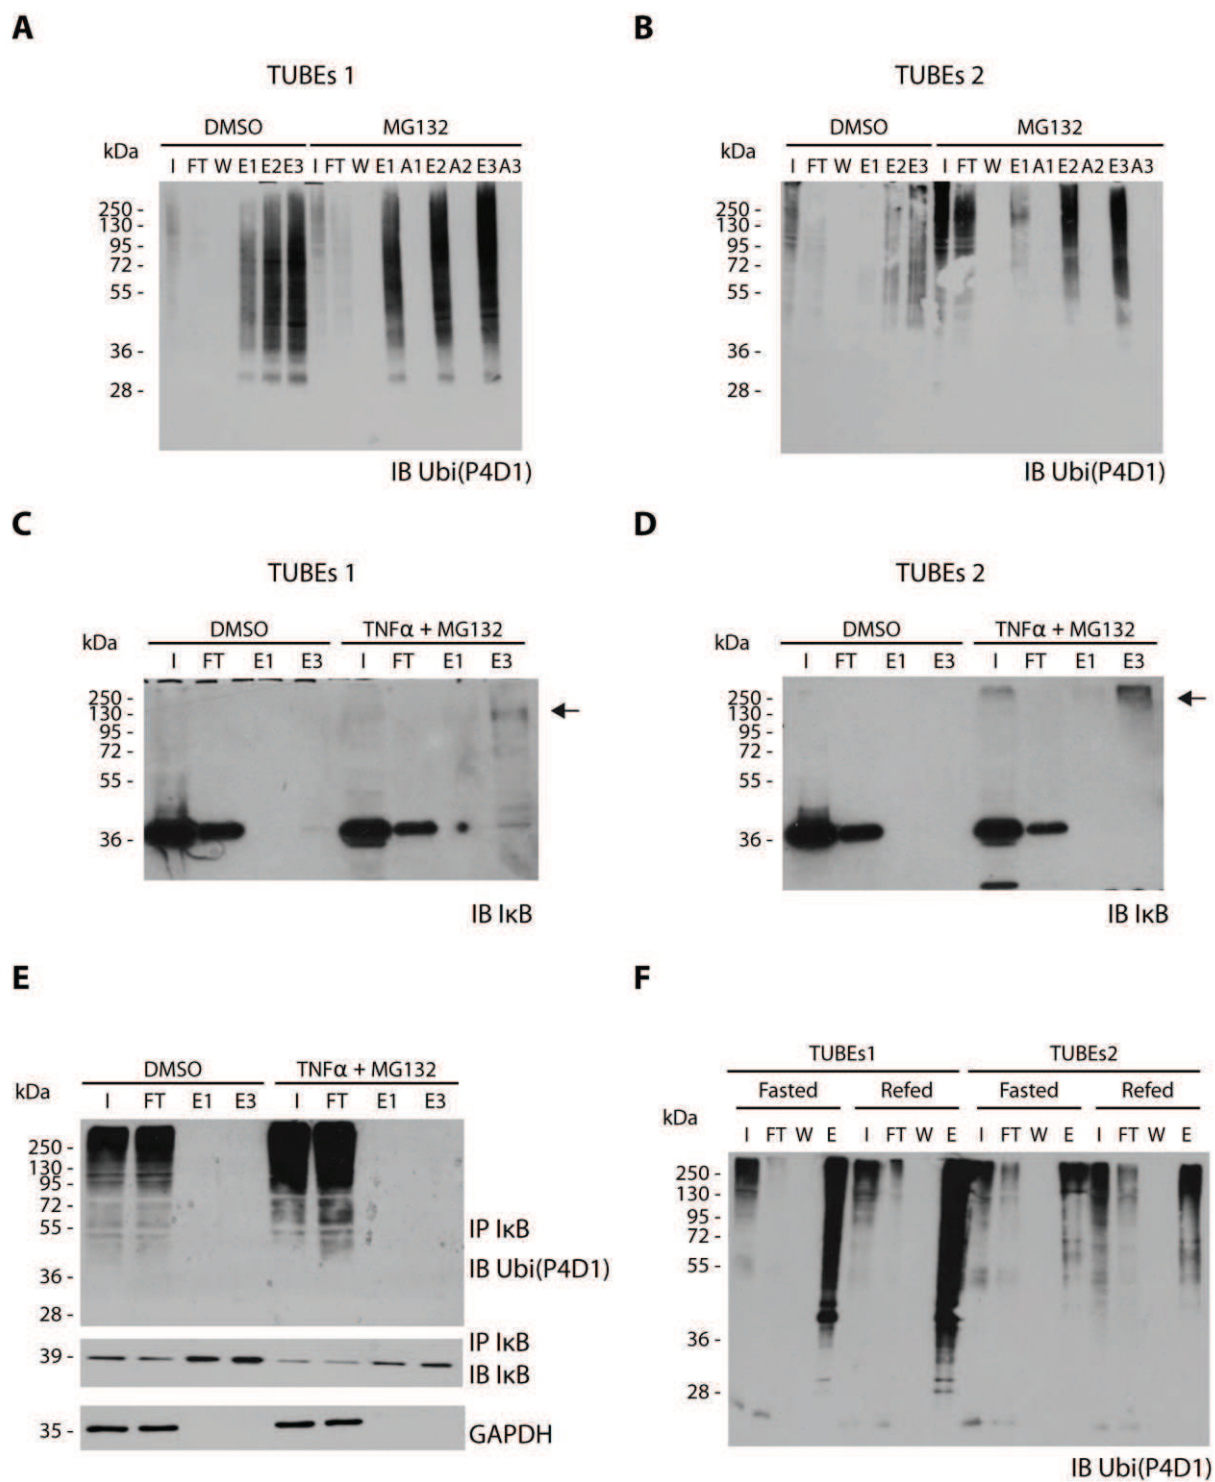 A
TUBEs 1
DMSO MG132
kDa
I FT W E1 E2 E3 I FT W E1 A1 E2 A2 E3 A3
250 -
130 -
95 -
72 -
55 -
36 -
28 -
IB Ubi(P4D1)
B
TUBEs 2
DMSO MG132
kDa
I FT W E1 E2 E3 I FT W E1 A1 E2 A2 E3 A3
250 -
130 -
95 -
72 -
55 -
36 -
28 -
IB Ubi(P4D1)
C
TUBEs 1
DMSO TNFα + MG132
kDa
I FT E1 E3 I FT E1 E3
250 -
130 -
95 -
72 -
55 -
36 -
IB IκB
D
TUBEs 2
DMSO TNFα + MG132
kDa
I FT E1 E3 I FT E1 E3
250 -
130 -
95 -
72 -
55 -
36 -
IB IκB
E
DMSO TNFα + MG132
kDa
I FT E1 E3 I FT E1 E3
250 -
130 -
95 -
72 -
55 -
36 -
28 -
IP IκB
IB Ubi(P4D1)
39 -
IP IκB
IB IκB
35 -
GAPDH
F
TUBEs1 TUBEs2
Fasted Refed Fasted Refed
kDa
I FT W E I FT W E I FT W E I FT W E
250 -
130 -
95 -
72 -
55 -
36 -
28 -
IB Ubi(P4D1)